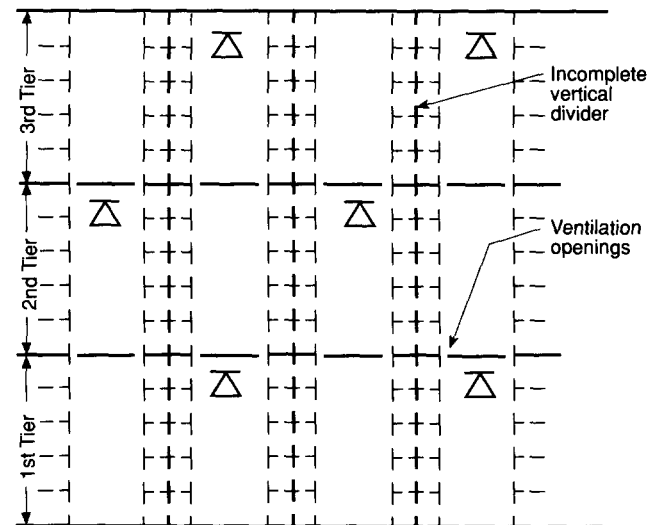 3rd Tier
Incomplete
vertical
divider
2nd Tier
Ventilation
openings
1st Tier